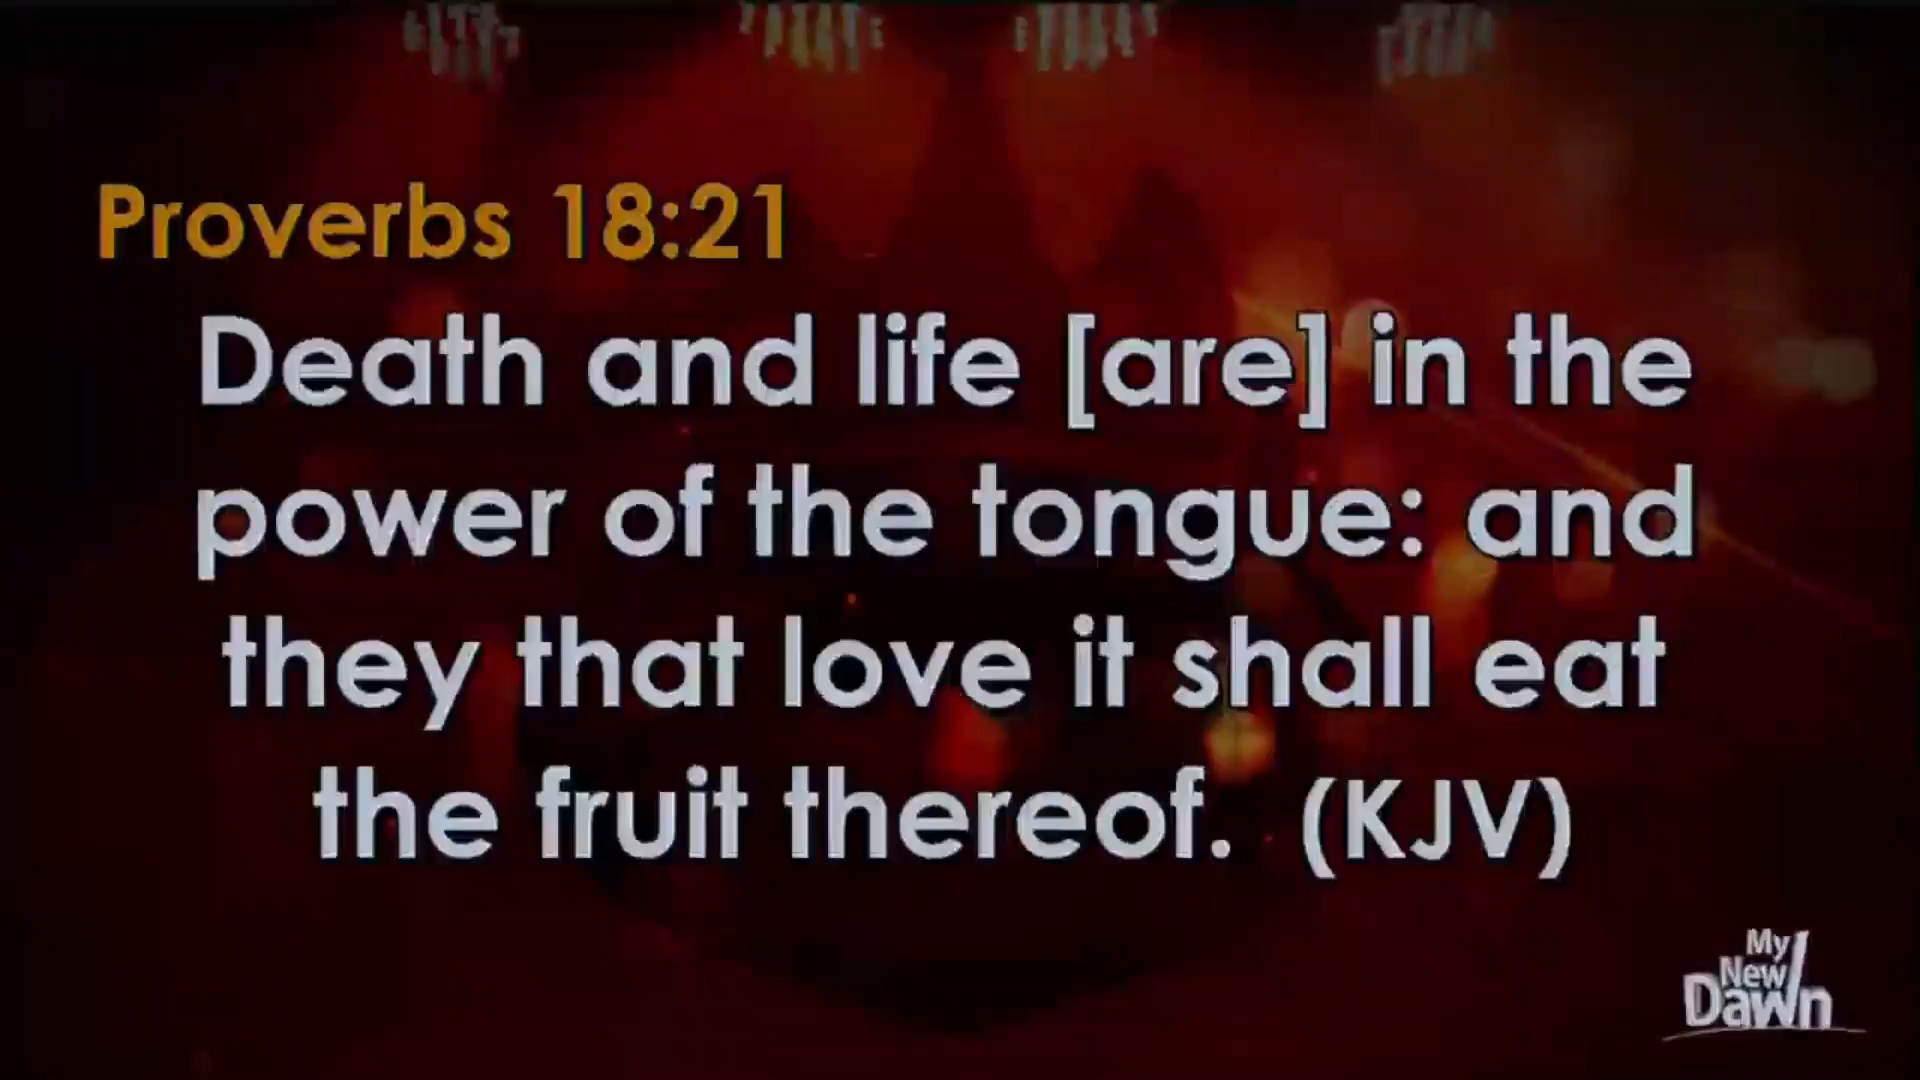 Proverbs 18:21
Death and life [are] in the
power of the tongue: and
they that love it shall eat
the fruit thereof. (KJV)
My
New
Dawn